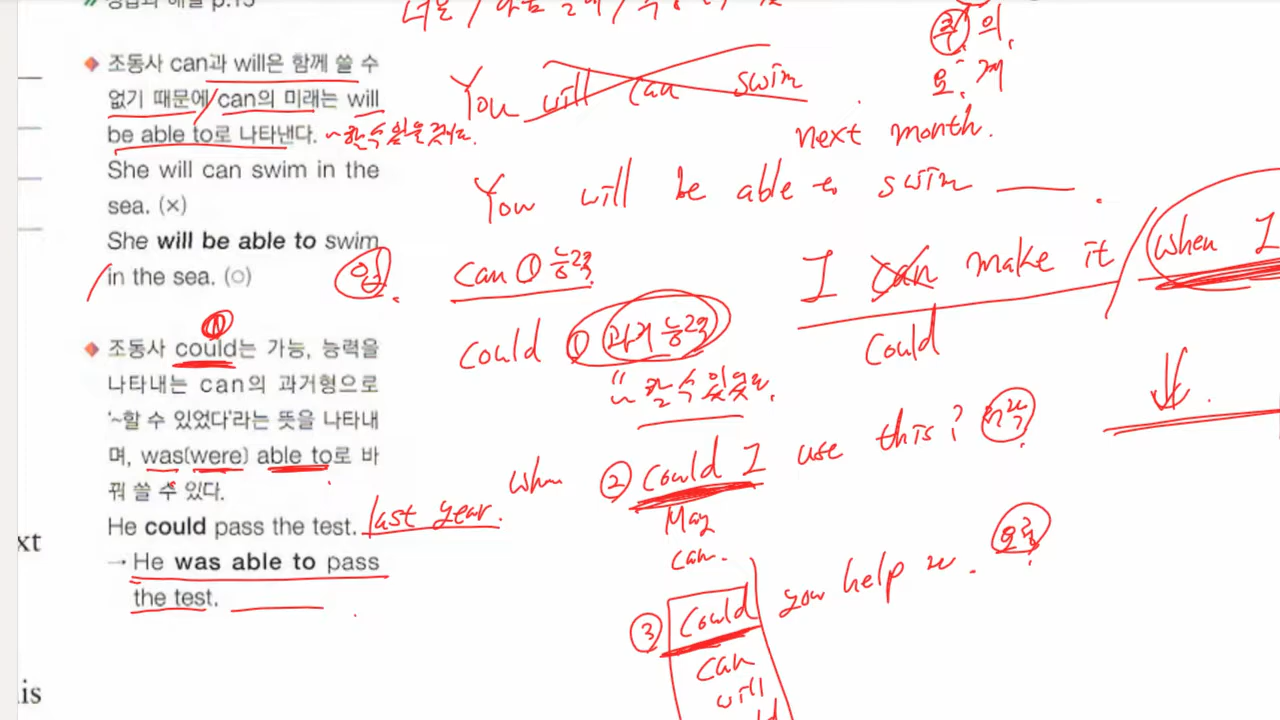 조동사 can과 will은 함께 쓸 수
없기 때문에 can의 미래는 will
be able to로 나타낸다. ~할 수 있을 것이다.
She will can swim in the
sea. (×)
She will be able to swim
in the sea. (○)
조동사 could는 가능, 능력을
나타내는 can의 과거형으로
'~할 수 있었다'라는 뜻을 나타내
며, was(were) able to로 바
꿔 쓸 수 있다.
He could pass the test. last year.
→ He was able to pass
the test.
You will can swim
next month.
You will be able to swim
can ① 능력
could ① 과거 능력
"~할 수 있었다.
I can make it when I
could
when ② Could I use this?
May
can.
③ Could you help
can
will